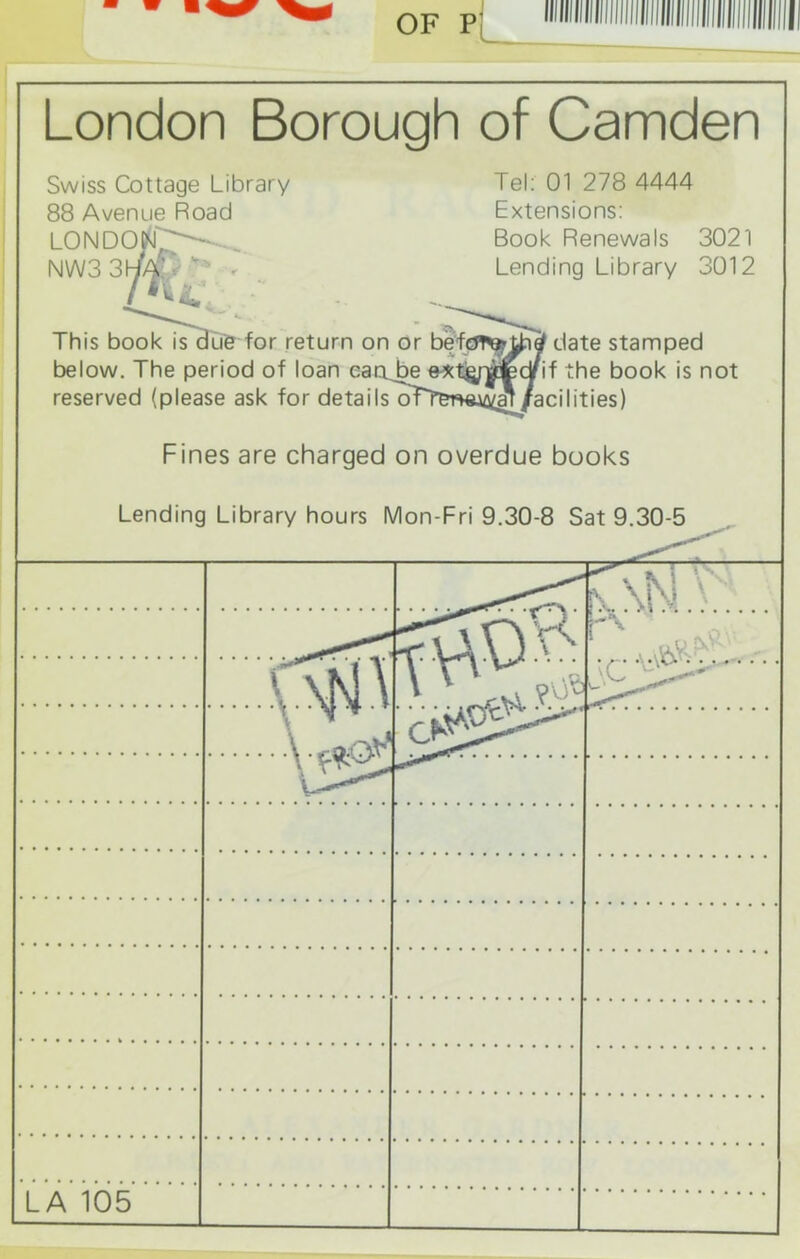 OF P
London Borough of Camden
Swiss Cottage Library
88 Avenue Road
LONDON
NW3 3HA
Tel: 01 278 4444
Extensions:
Book Renewals 3021
Lending Library 3012
This book is due for return on or before the date stamped
below. The period of loan can be extended if the book is not
reserved (please ask for details of renewal facilities)
Fines are charged on overdue books
Lending Library hours Mon-Fri 9.30-8 Sat 9.30-5
WITHDRAWN
FROM CAMDEN PUBLIC LIBRARI
LA 105